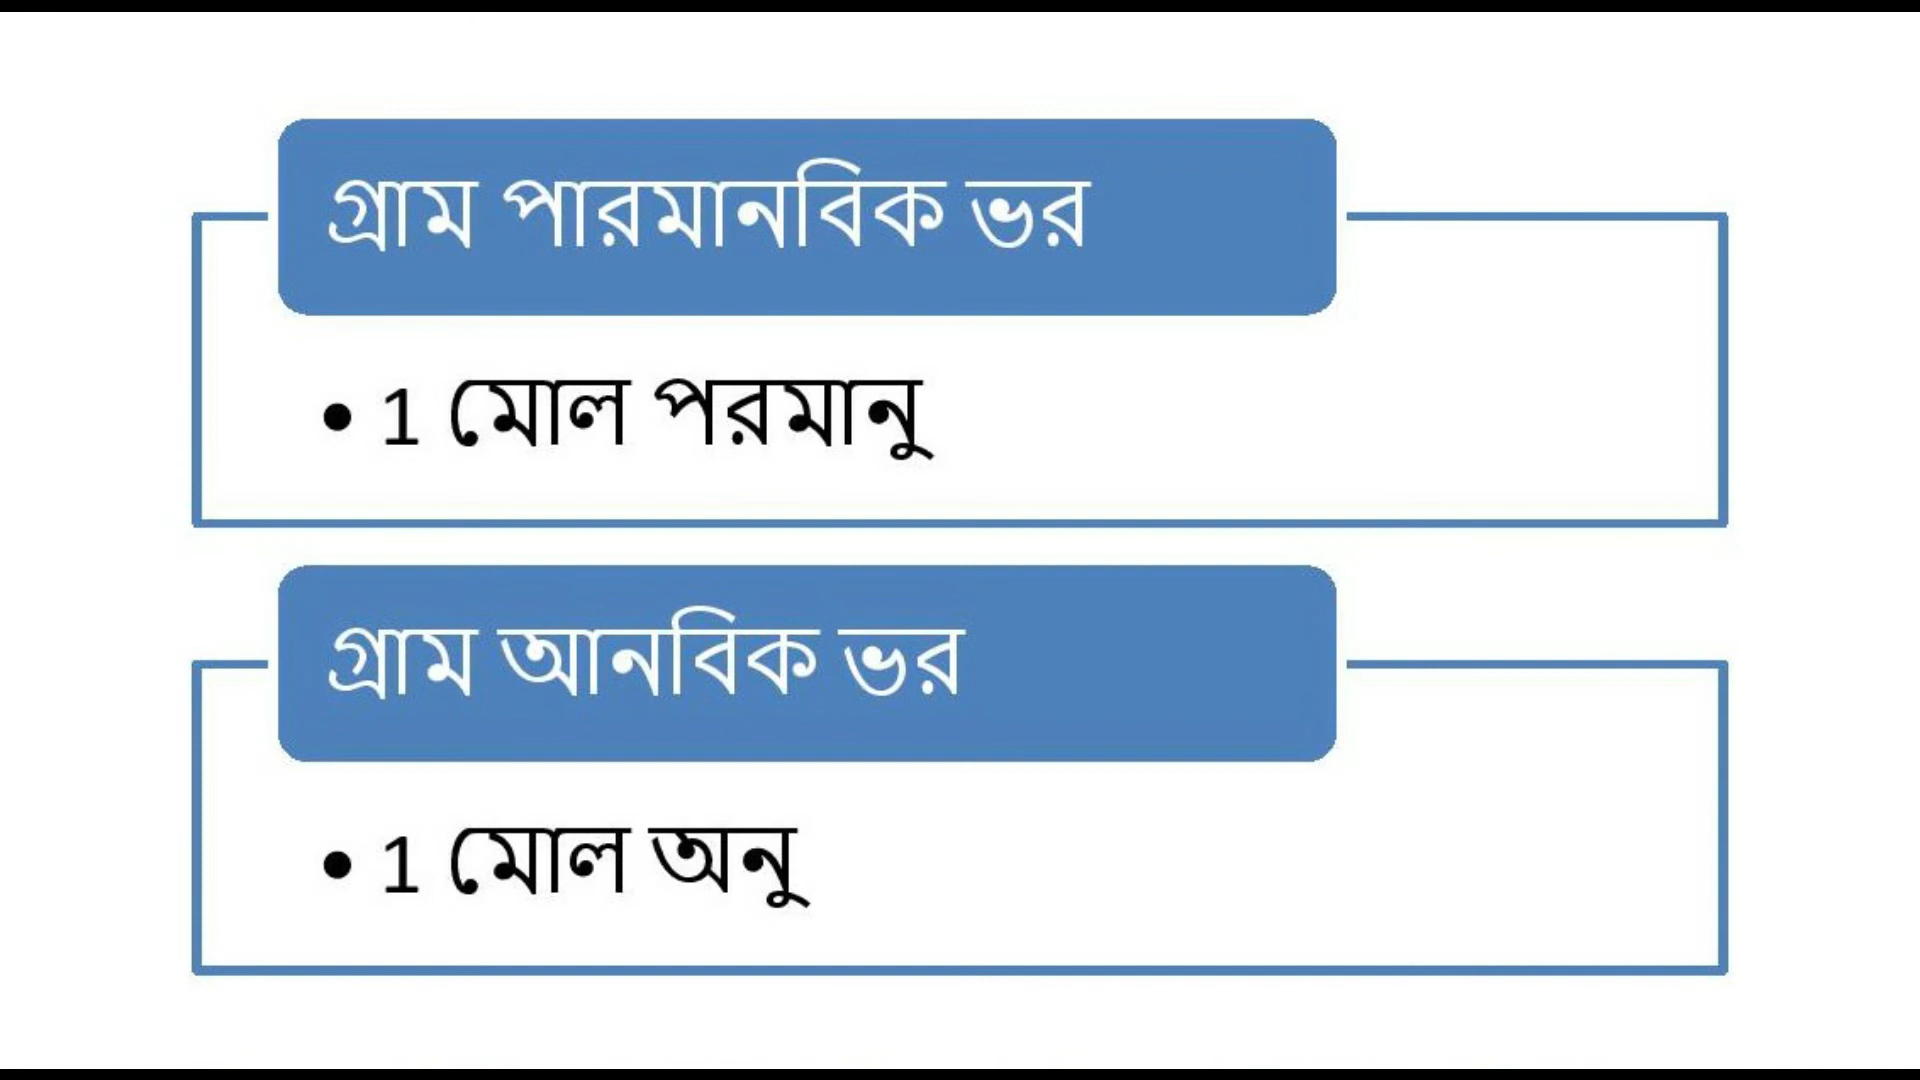 গ্রাম পারমানবিক ভর
• 1 মোল পরমানু
গ্রাম আনবিক ভর
• 1 মোল অনু